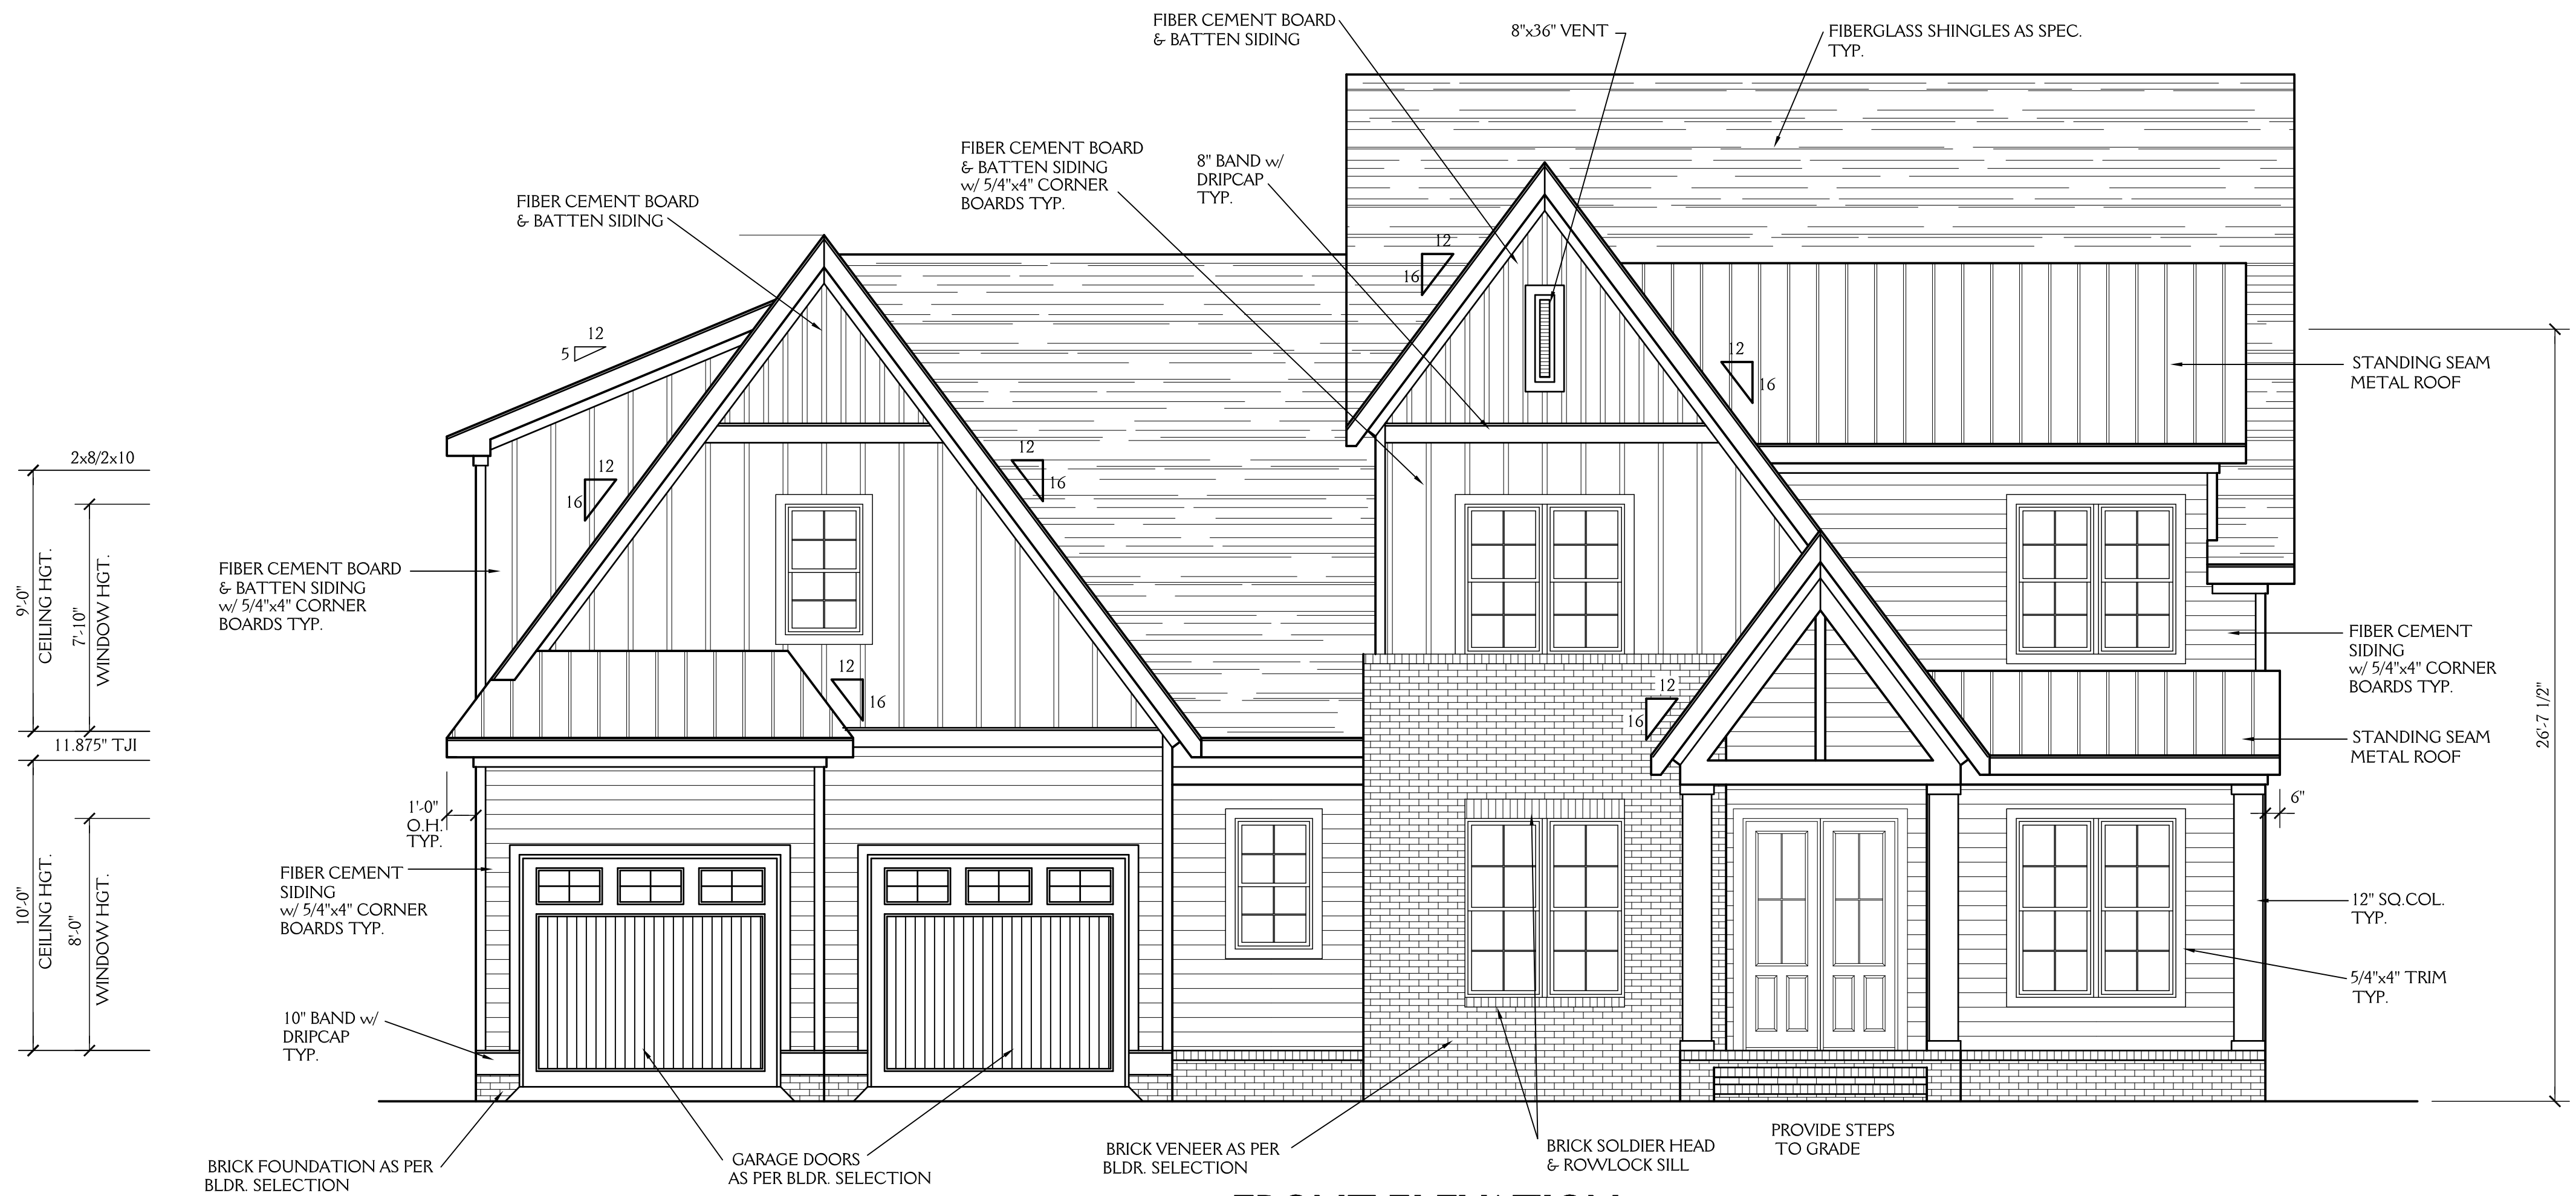 FIBER CEMENT BOARD
& BATTEN SIDING
8"x36" VENT
FIBERGLASS SHINGLES AS SPEC.
TYP.
FIBER CEMENT BOARD
& BATTEN SIDING
w/ 5/4"x4" CORNER
BOARDS TYP.
8" BAND w/
DRIPCAP
TYP.
FIBER CEMENT BOARD
& BATTEN SIDING
12
16
12
5
12
16
STANDING SEAM
METAL ROOF
12
16
12
16
2x8/2x10
9'-0"
CEILING HGT.
7'-10"
WINDOW HGT.
FIBER CEMENT BOARD
& BATTEN SIDING
w/ 5/4"x4" CORNER
BOARDS TYP.
FIBER CEMENT
SIDING
w/ 5/4"x4" CORNER
BOARDS TYP.
26'-7 1/2"
12
16
12
16
11.875" TJI
STANDING SEAM
METAL ROOF
1'-0"
O.H.
TYP.
6"
10'-0"
CEILING HGT.
8'-0"
WINDOW HGT.
FIBER CEMENT
SIDING
w/ 5/4"x4" CORNER
BOARDS TYP.
12" SQ.COL.
TYP.
5/4"x4" TRIM
TYP.
10" BAND w/
DRIPCAP
TYP.
BRICK FOUNDATION AS PER
BLDR. SELECTION
GARAGE DOORS
AS PER BLDR. SELECTION
BRICK VENEER AS PER
BLDR. SELECTION
BRICK SOLDIER HEAD
& ROWLOCK SILL
PROVIDE STEPS
TO GRADE
FRONT ELEVATION